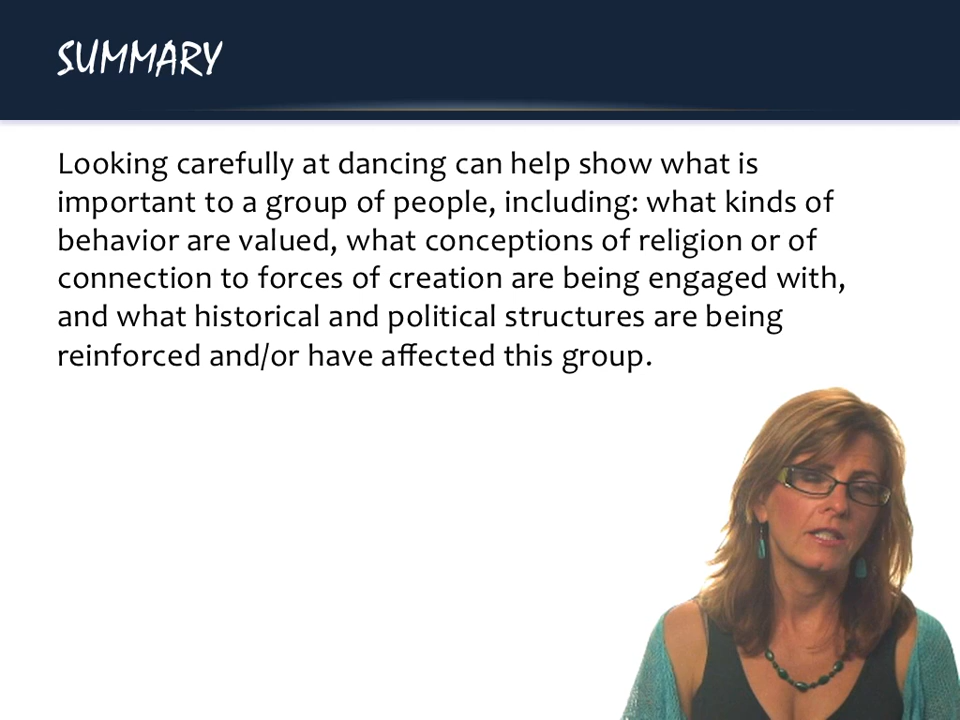 SUMMARY
Looking carefully at dancing can help show what is
important to a group of people, including: what kinds of
behavior are valued, what conceptions of religion or of
connection to forces of creation are being engaged with,
and what historical and political structures are being
reinforced and/or have affected this group.